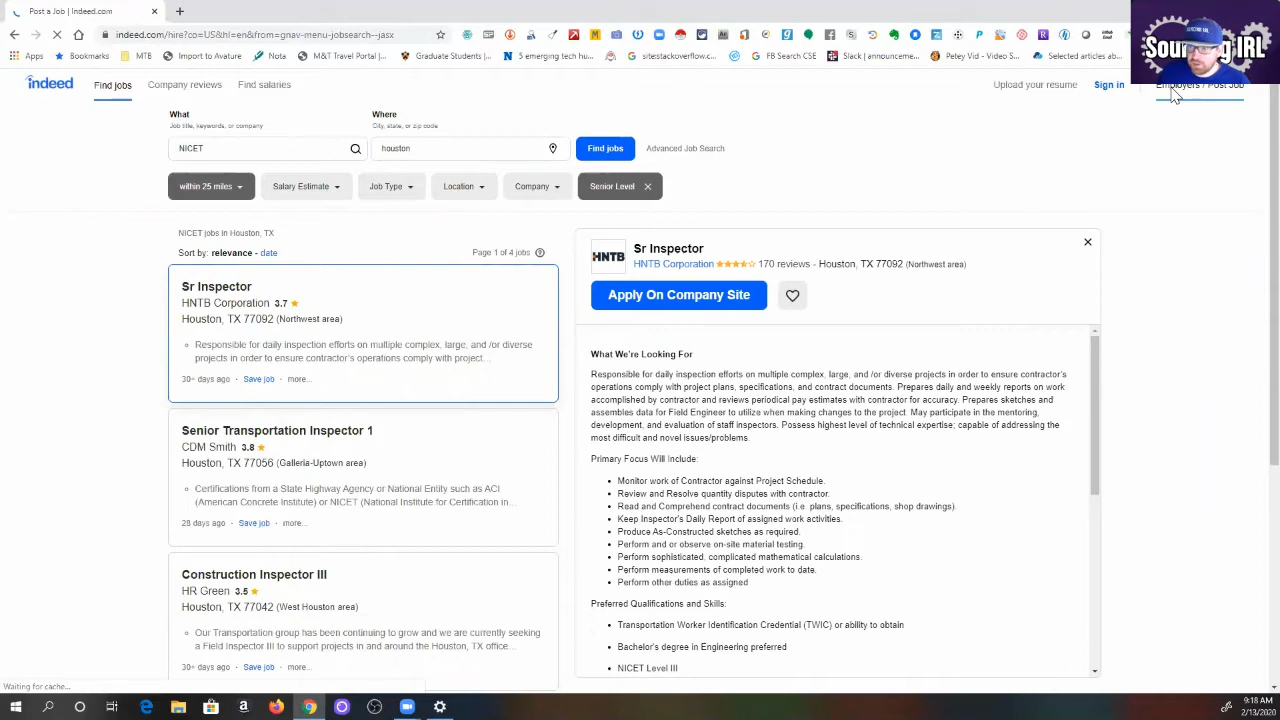 Post a Job | Indeed.com
indeed.com/hire?co=US&hl=en&from=gnav-menu-jobsearch--jasx
Apps
Bookmarks
MTB
Import to Avature
Yesterday
M&T Travel Portal /
Graduate Students
5 emerging tech hu
sitestackoverflow.c
FB Search CSE
Slack | announceme
Petey Vid - Video S
Selected articles ab
indeed
Find jobs
Company reviews
Find salaries
Upload your resume
Sign in
Employers / Post Job
What
Job title, keywords, or company
Where
City, state, or zip code
NICET
houston
Find jobs
Advanced Job Search
within 25 miles
Salary Estimate
Job Type
Location
Company
Senior Level
NICET jobs in Houston, TX
Sort by: relevance - date
Page 1 of 4 jobs
Sr Inspector
HNTB Corporation 3.7
Houston, TX 77092 (Northwest area)
Responsible for daily inspection efforts on multiple complex, large, and /or diverse
projects in order to ensure contractor's operations comply with project…
30+ days ago · Save job · more...
Senior Transportation Inspector 1
CDM Smith 3.8
Houston, TX 77056 (Galleria-Uptown area)
Certifications from a State Highway Agency or National Entity such as ACI
(American Concrete Institute) or NICET (National Institute for Certification in…
28 days ago · Save job · more...
Construction Inspector III
HR Green 3.5
Houston, TX 77042 (West Houston area)
Our Transportation group has been continuing to grow and we are currently seeking
a Field Inspector III to support projects in and around the Houston, TX office…
30+ days ago · Save job · more...
HNTB
Sr Inspector
HNTB Corporation 170 reviews - Houston, TX 77092 (Northwest area)
Apply On Company Site
What We're Looking For
Responsible for daily inspection efforts on multiple complex, large, and /or diverse projects in order to ensure contractor's
operations comply with project plans, specifications, and contract documents. Prepares daily and weekly reports on work
accomplished by contractor and reviews periodical pay estimates with contractor for accuracy. Prepares sketches and
assembles data for Field Engineer to utilize when making changes to the project. May participate in the mentoring,
development, and evaluation of staff inspectors. Possess highest level of technical expertise; capable of addressing the
most difficult and novel issues/problems.
Primary Focus Will Include:
Monitor work of Contractor against Project Schedule.
Review and Resolve quantity disputes with contractor.
Read and Comprehend contract documents (i.e. plans, specifications, shop drawings).
Keep Inspector's Daily Report of assigned work activities.
Produce As-Constructed sketches as required.
Perform and or observe on-site material testing.
Perform sophisticated, complicated mathematical calculations.
Perform measurements of completed work to date.
Perform other duties as assigned
Preferred Qualifications and Skills:
Transportation Worker Identification Credential (TWIC) or ability to obtain
Bachelor's degree in Engineering preferred
NICET Level III
Waiting for cache...
9:18 AM
2/13/2020